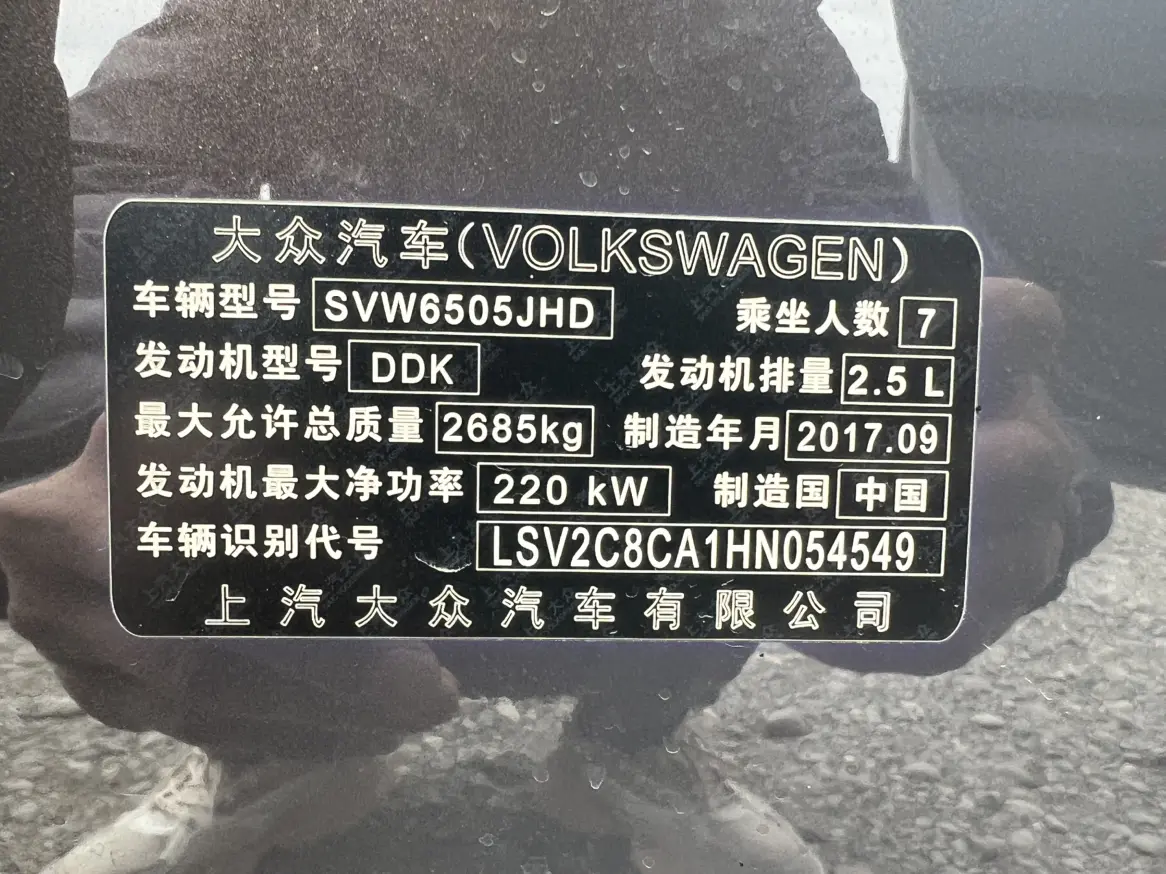 大众汽车(VOLKSWAGEN)
车辆型号 SVW6505JHD 乘坐人数 7
发动机型号 DDK 发动机排量 2.5 L
最大允许总质量 2685kg 制造年月 2017.09
发动机最大净功率 220 kW 制造国 中国
车辆识别代号 LSV2C8CA1HN054549
上汽大众汽车有限公司